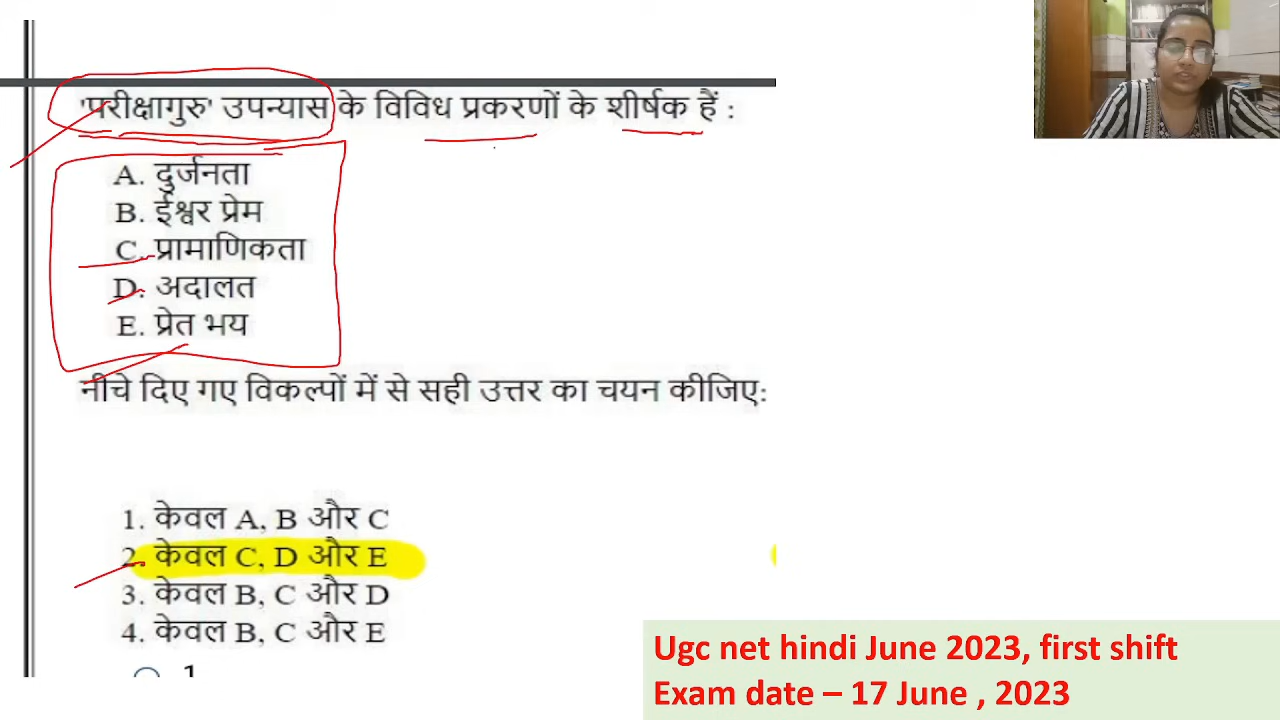 'परीक्षागुरु' उपन्यास के विविध प्रकरणों के शीर्षक हैं :
A. दुर्जनता
B. ईश्वर प्रेम
C. प्रामाणिकता
D. अदालत
E. प्रेत भय
नीचे दिए गए विकल्पों में से सही उत्तर का चयन कीजिए:
1. केवल A, B और C
2. केवल C, D और E
3. केवल B, C और D
4. केवल B, C और E
1
Ugc net hindi June 2023, first shift
Exam date – 17 June , 2023